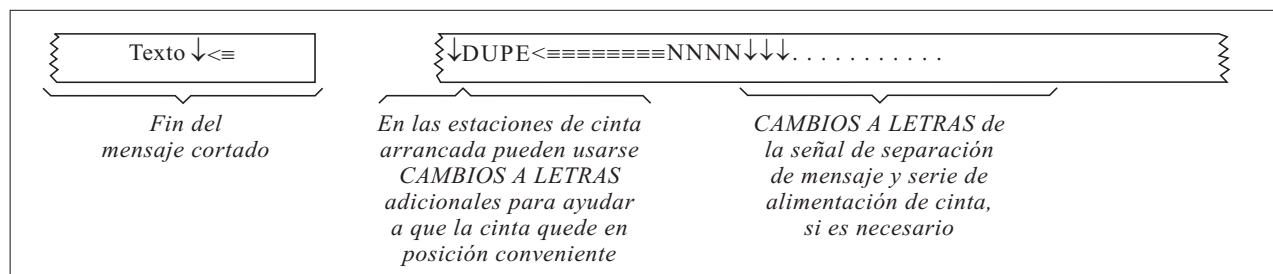 Texto ↓<≡
↓DUPE<≡≡≡≡≡≡≡≡NNNN↓↓↓. . . . . . . . . . .
Fin del
mensaje cortado
En las estaciones de cinta
arrancada pueden usarse
CAMBIOS A LETRAS
adicionales para ayudar
a que la cinta quede en
posición conveniente
CAMBIOS A LETRAS de
la señal de separación
de mensaje y serie de
alimentación de cinta,
si es necesario